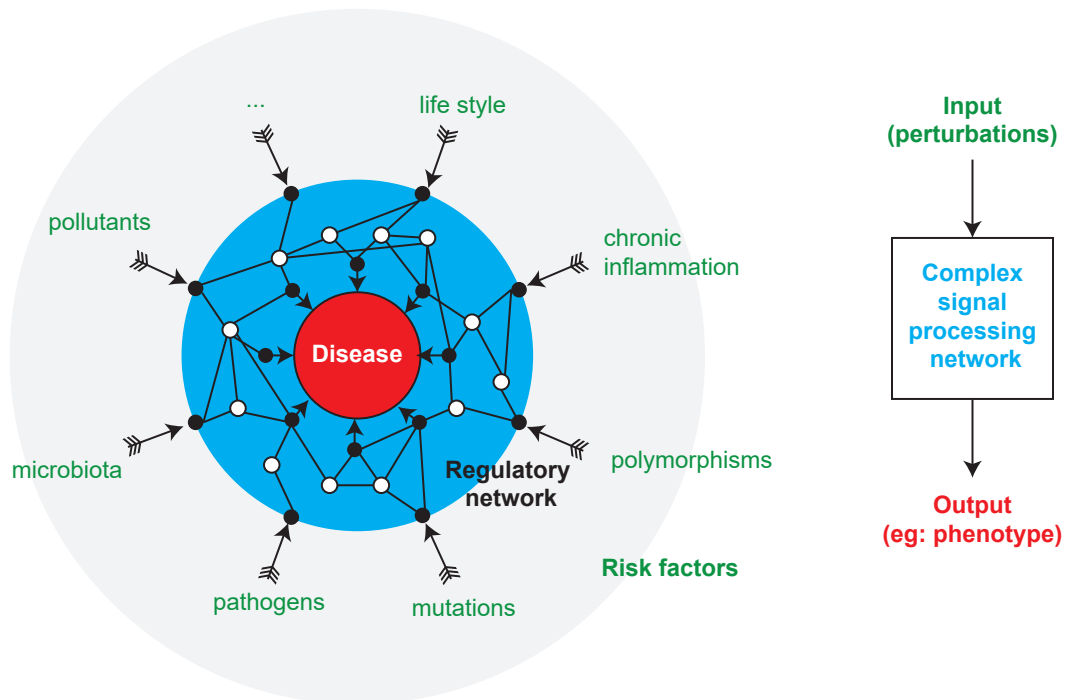 ...
life style
pollutants
chronic
inflammation
Disease
microbiota
Regulatory
network
polymorphisms
pathogens
mutations
Risk factors
Input
(perturbations)
Complex
signal
processing
network
Output
(eg: phenotype)